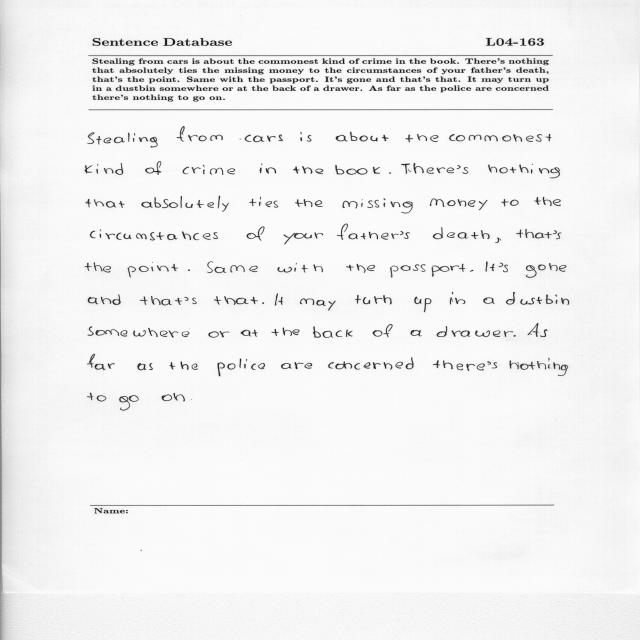 Sentence Database L04-163
Stealing from cars is about the commonest kind of crime in the book. There's nothing
that absolutely ties the missing money to the circumstances of your father's death,
that's the point. Same with the passport. It's gone and that's that. It may turn up
in a dustbin somewhere or at the back of a drawer. As far as the police are concerned
there's nothing to go on.
Stealing from cars is about the commonest
kind of crime in the book. There's nothing
that absolutely ties the missing money to the
circumstances of your father's death, that's
the point. Same with the passport. It's gone
and that's that. It may turn up in a dustbin
somewhere or at the back of a drawer. As
far as the police are concerned there's nothing
to go on.
Name: